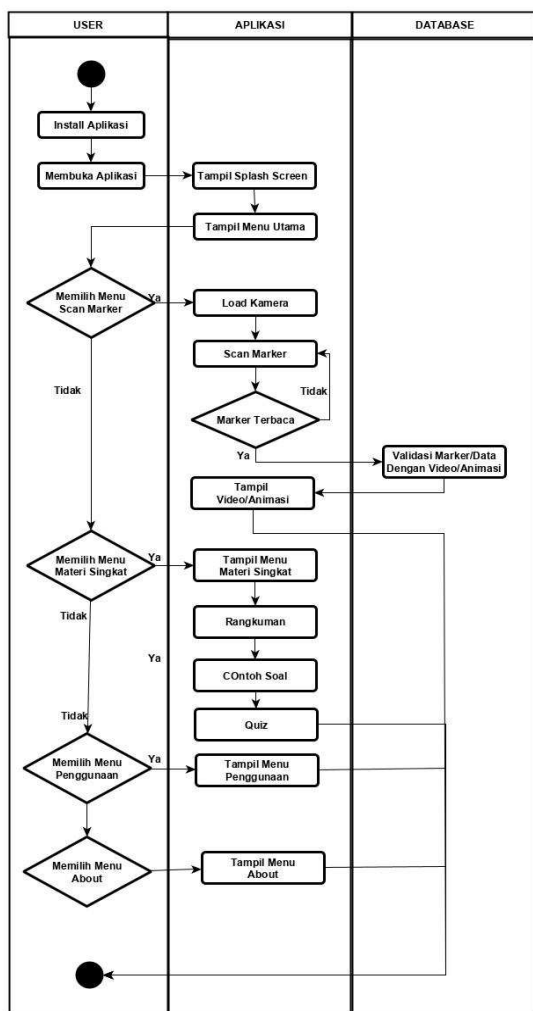 USER
APLIKASI
DATABASE
Install Aplikasi
Membuka Aplikasi
Tampil Splash Screen
Tampil Menu Utama
Memilih Menu
Scan Marker
Ya
Load Kamera
Scan Marker
Tidak
Tidak
Marker Terbaca
Ya
Validasi Marker/Data
Dengan Video/Animasi
Tampil
Video/Animasi
Memilih Menu
Materi Singkat
Ya
Tampil Menu
Materi Singkat
Tidak
Rangkuman
Ya
COntoh Soal
Tidak
Quiz
Memilih Menu
Penggunaan
Ya
Tampil Menu
Penggunaan
Memilih Menu
About
Tampil Menu
About